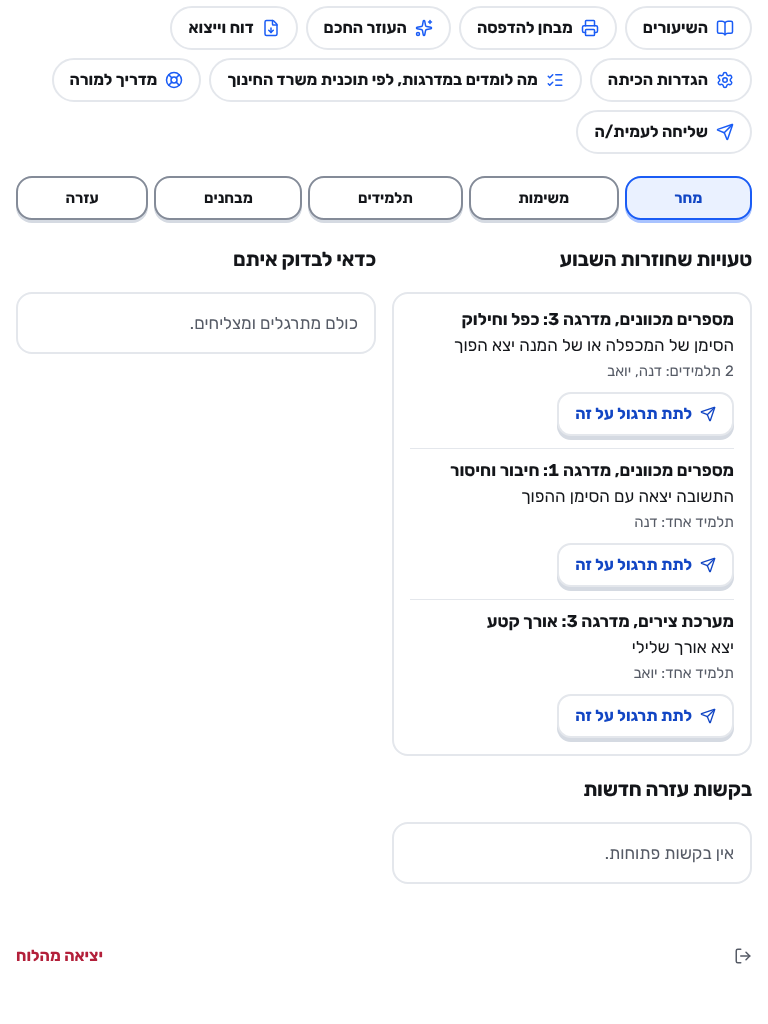 השיעורים
מבחן להדפסה
העוזר החכם
דוח וייצוא
הגדרות הכיתה
מה לומדים במדרגות, לפי תוכנית משרד החינוך
מדריך למורה
שליחה לעמית/ה
מחר
משימות
תלמידים
מבחנים
עזרה
טעויות שחוזרות השבוע
מספרים מכוונים, מדרגה 3: כפל וחילוק
הסימן של המכפלה או של המנה יצא הפוך
2 תלמידים: דנה, יואב
לתת תרגול על זה
מספרים מכוונים, מדרגה 1: חיבור וחיסור
התשובה יצאה עם הסימן ההפוך
תלמיד אחד: דנה
לתת תרגול על זה
מערכת צירים, מדרגה 3: אורך קטע
יצא אורך שלילי
תלמיד אחד: יואב
לתת תרגול על זה
כדאי לבדוק איתם
כולם מתרגלים ומצליחים.
בקשות עזרה חדשות
אין בקשות פתוחות.
יציאה מהלוח